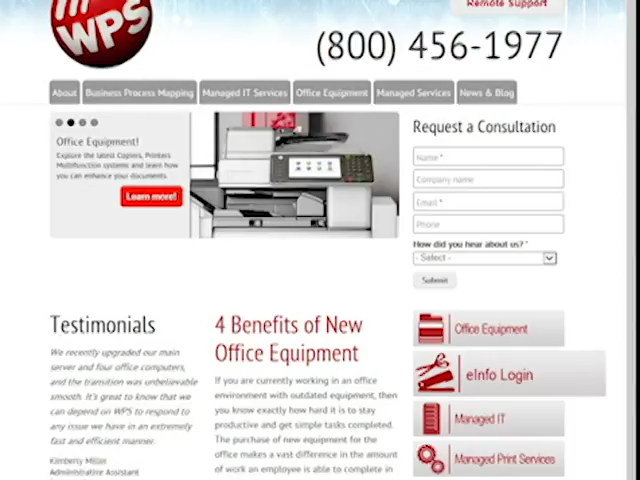 Remote Support
WPS
(800) 456-1977
About
Business Process Mapping
Managed IT Services
Office Equipment
Managed Services
News & Blog
Office Equipment!
Explore the latest Copiers, Printers
Multifunction systems and learn how
you can enhance your documents.
Learn more!
Request a Consultation
Name *
Company name
Email *
Phone
How did you hear about us? *
- Select -
Submit
Testimonials
We recently upgraded our main
server and four office computers,
and the transition was unbelievable
smooth. It's great to know that we
can depend on WPS to respond to
any issue we have in an extremely
fast and efficient manner.
Kimberly Miller
Administrative Assistant
4 Benefits of New
Office Equipment
If you are currently working in an office
environment with outdated equipment, then
you know exactly how hard it is to stay
productive and get simple tasks completed.
The purchase of new equipment for the
office makes a vast difference in the amount
of work an employee is able to complete in
Office Equipment
eInfo Login
Managed IT
Managed Print Services